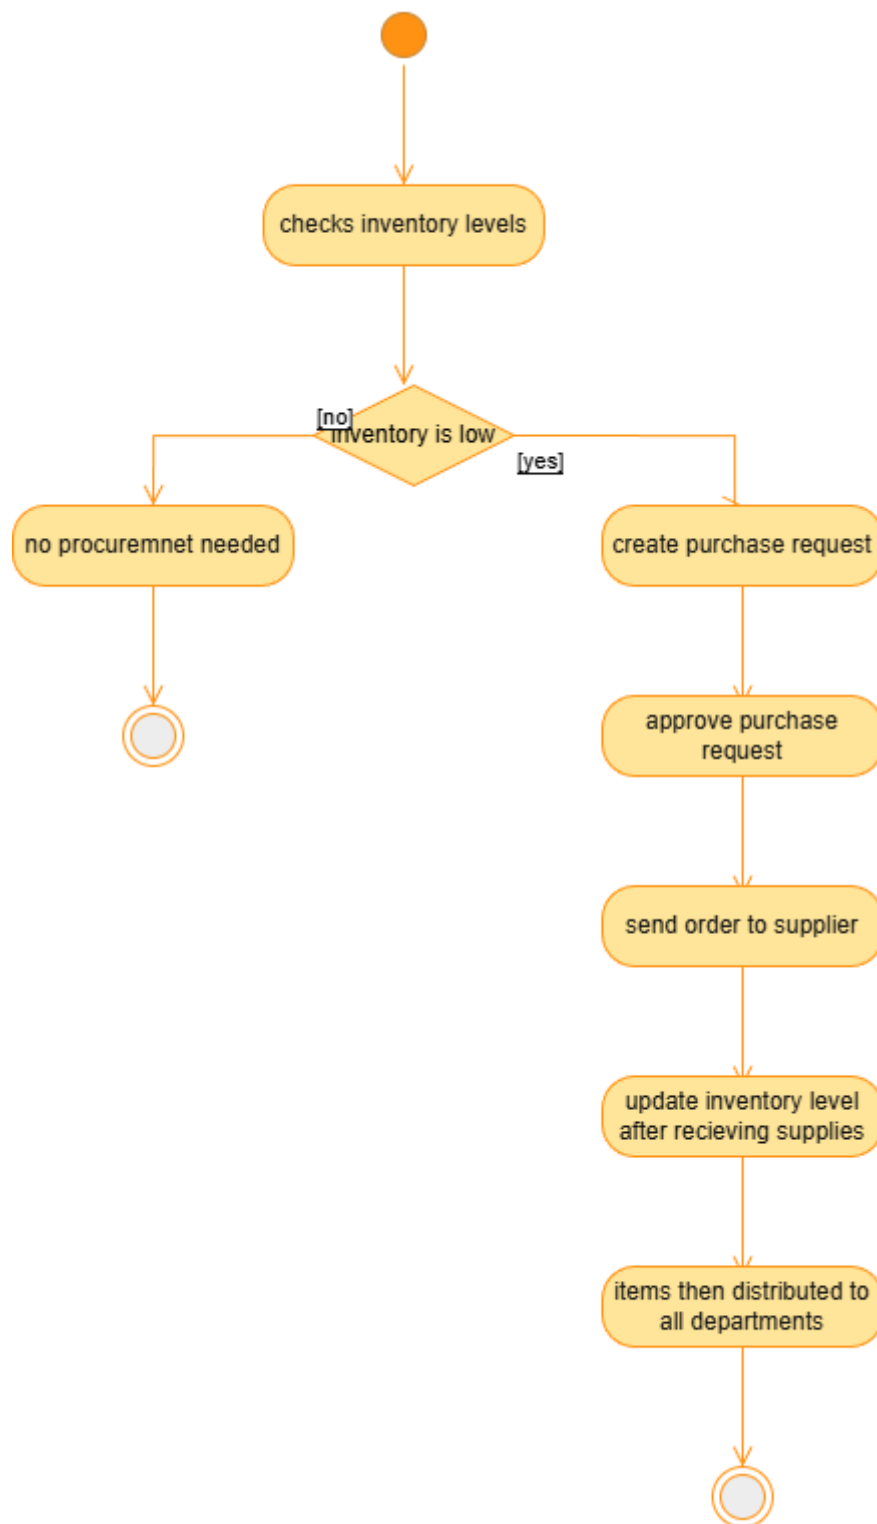 checks inventory levels
[no]
inventory is low
[yes]
no procuremnet needed
create purchase request
approve purchase
request
send order to supplier
update inventory level
after recieving supplies
items then distributed to
all departments